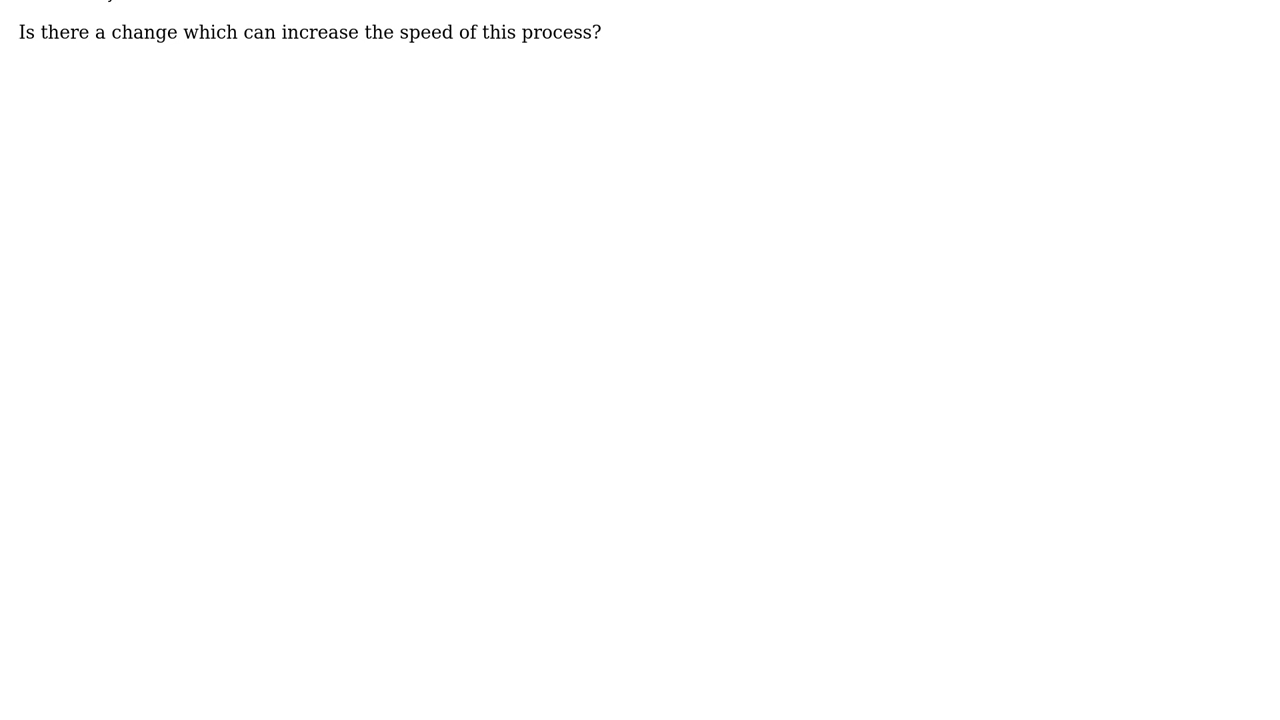 Is there a change which can increase the speed of this process?